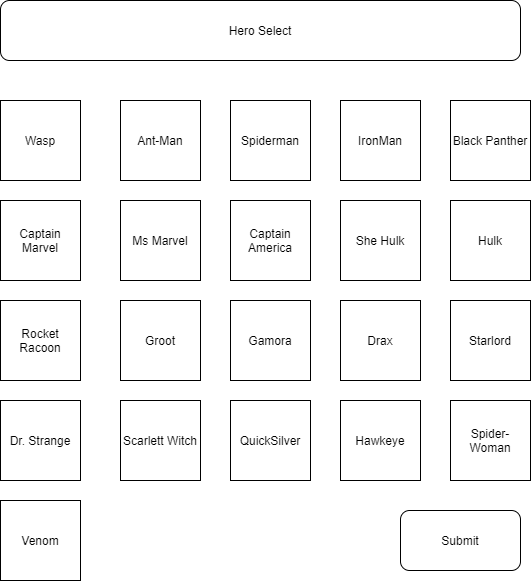 Hero Select
Wasp
Ant-Man
Spiderman
IronMan
Black Panther
Captain
Marvel
Ms Marvel
Captain
America
She Hulk
Hulk
Rocket
Racoon
Groot
Gamora
Drax
Starlord
Dr. Strange
Scarlett Witch
QuickSilver
Hawkeye
Spider-
Woman
Venom
Submit